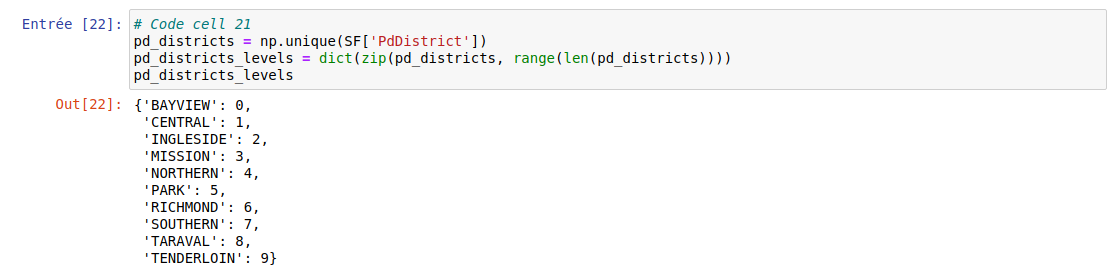 Entrée [22]: # Code cell 21
pd_districts = np.unique(SF['PdDistrict'])
pd_districts_levels = dict(zip(pd_districts, range(len(pd_districts))))
pd_districts_levels
Out[22]: {'BAYVIEW': 0,
'CENTRAL': 1,
'INGLESIDE': 2,
'MISSION': 3,
'NORTHERN': 4,
'PARK': 5,
'RICHMOND': 6,
'SOUTHERN': 7,
'TARAVAL': 8,
'TENDERLOIN': 9}